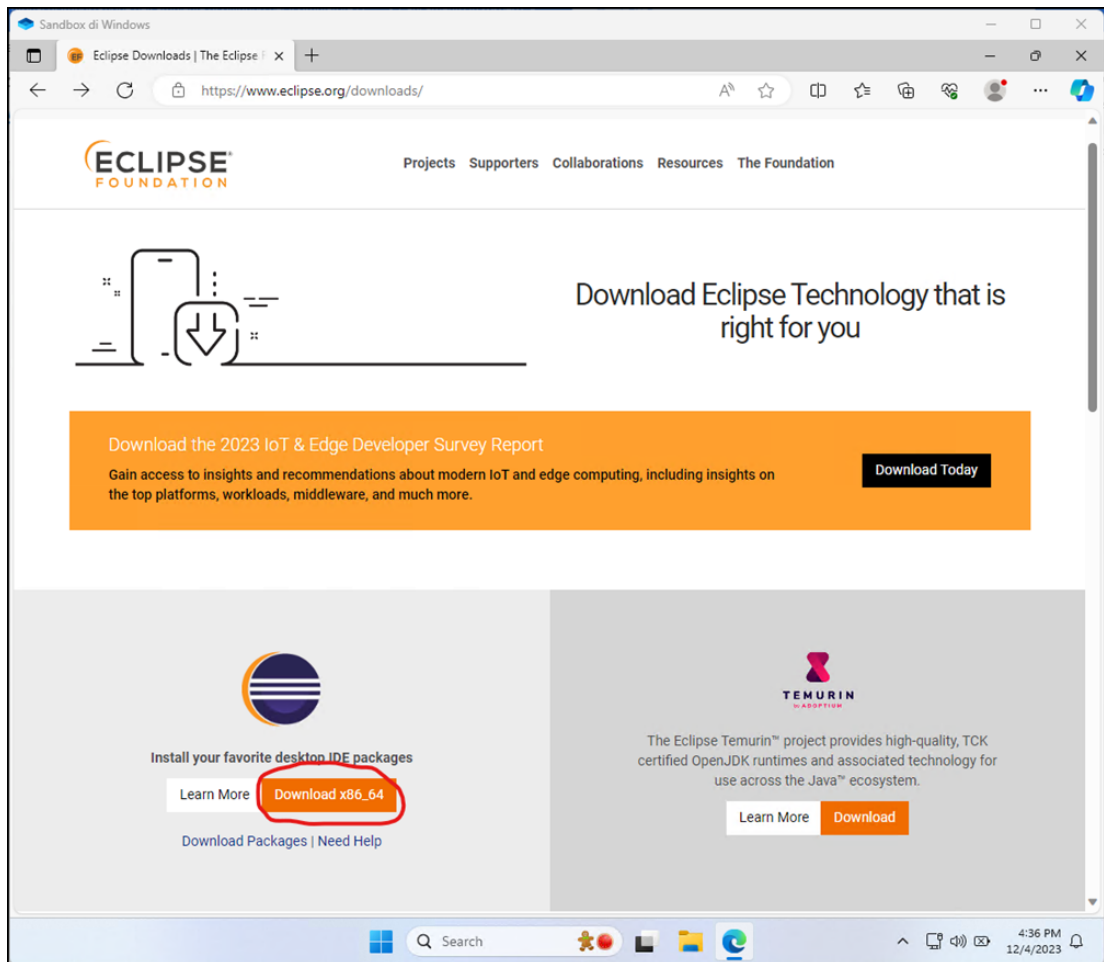 Sandbox di Windows
Eclipse Downloads | The Eclipse F
https://www.eclipse.org/downloads/
ECLIPSE®
FOUNDATION
Projects Supporters Collaborations Resources The Foundation
Download Eclipse Technology that is
right for you
Download the 2023 IoT & Edge Developer Survey Report
Gain access to insights and recommendations about modern IoT and edge computing, including insights on
the top platforms, workloads, middleware, and much more.
Download Today
Install your favorite desktop IDE packages
Learn More Download x86_64
Download Packages | Need Help
TEMURIN
by ADOPTIUM
The Eclipse Temurin™ project provides high-quality, TCK
certified OpenJDK runtimes and associated technology for
use across the Java™ ecosystem.
Learn More Download
Search
4:36 PM
12/4/2023